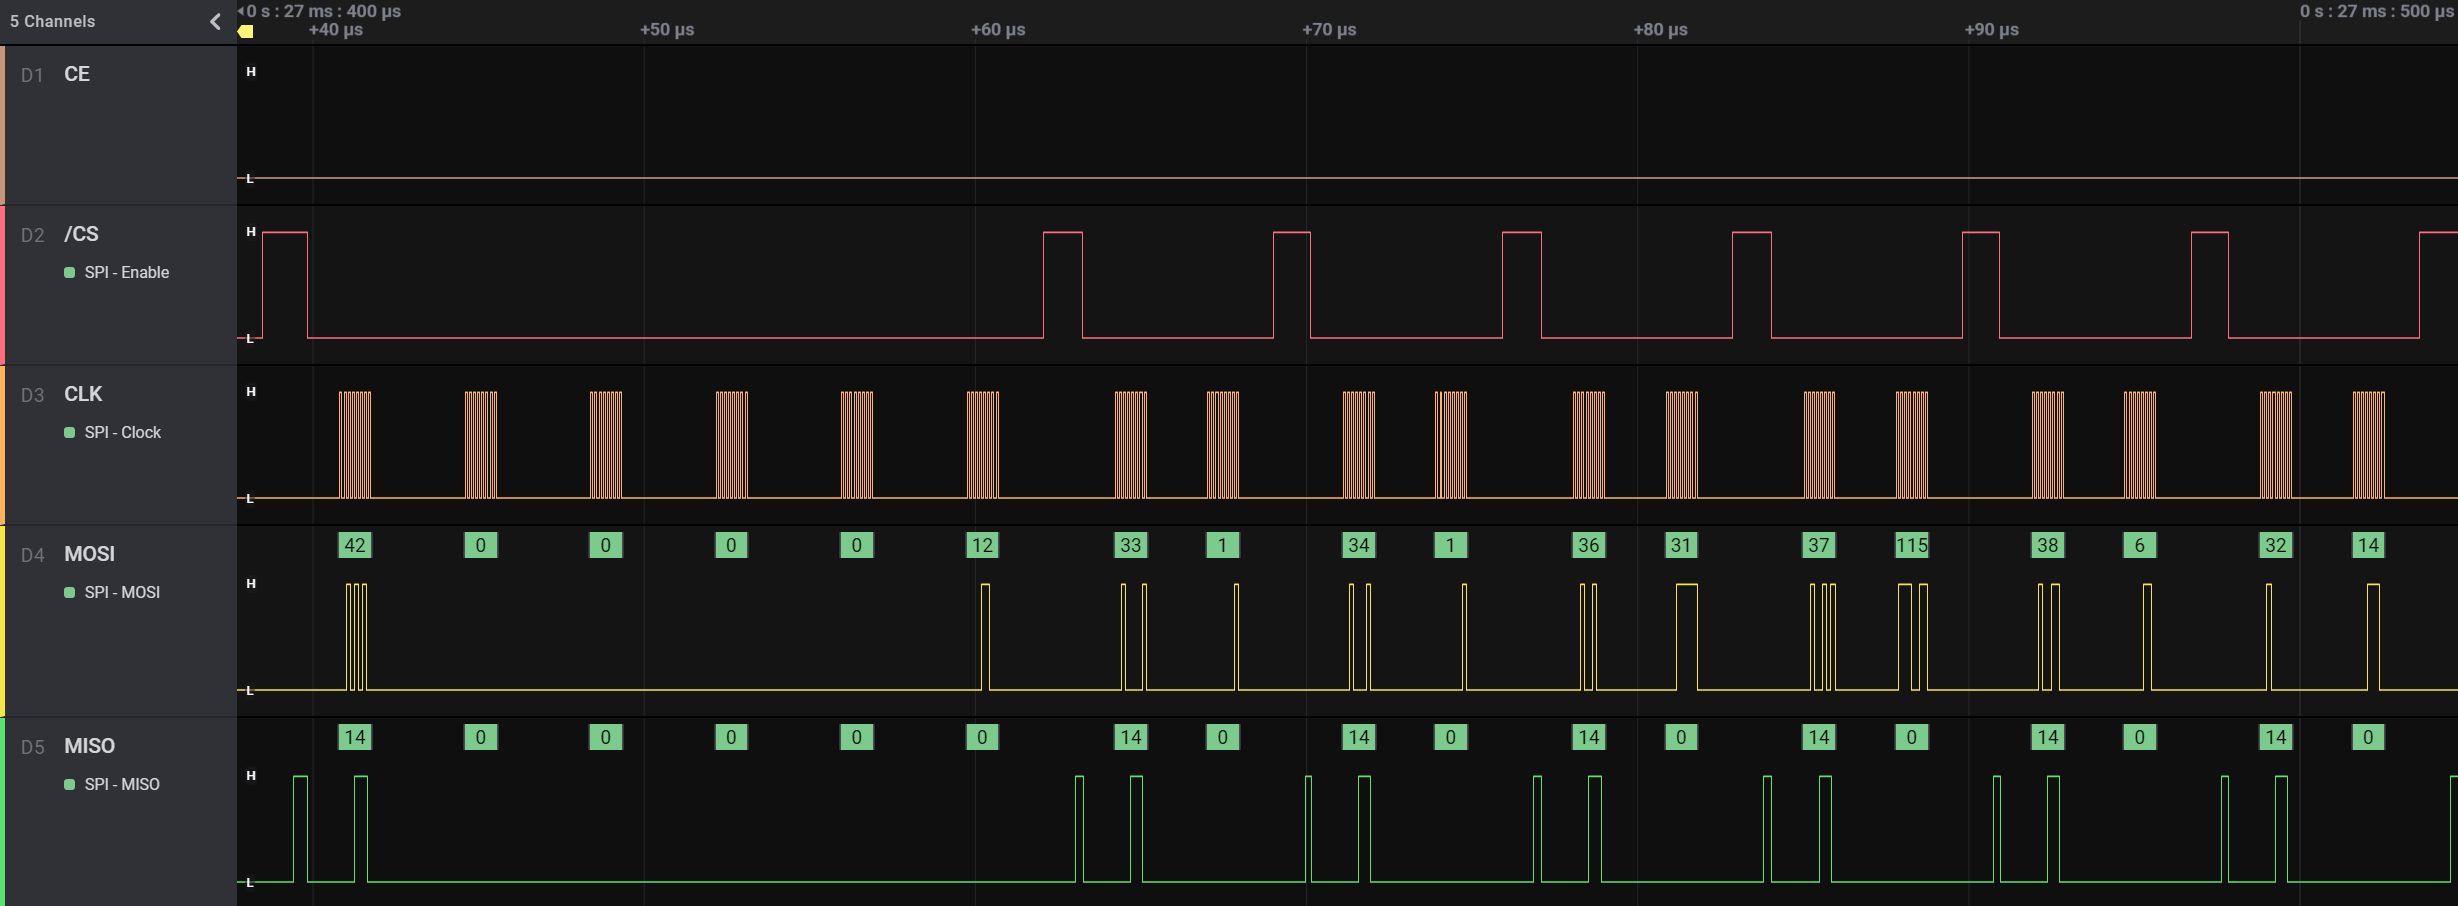 5 Channels
0 s : 27 ms : 400 µs
0 s : 27 ms : 500 µs
+40 µs
+50 µs
+60 µs
+70 µs
+80 µs
+90 µs
D1 CE
H
L
D2 /CS
SPI - Enable
H
L
D3 CLK
SPI - Clock
H
L
D4 MOSI
SPI - MOSI
42 0 0 0 0 12 33 1 34 1 36 31 37 115 38 6 32 14
H
L
D5 MISO
SPI - MISO
14 0 0 0 0 0 14 0 14 0 14 0 14 0 14 0 14 0
H
L